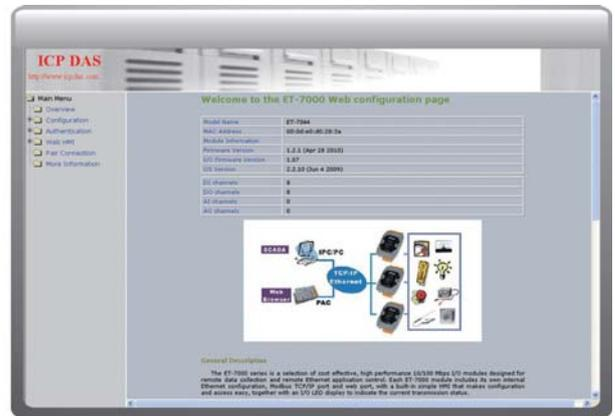 ICP DAS
http://www.icpdas.com
Main Menu
Overview
Configuration
Authentication
Web HMI
Pair Connection
More Information
Welcome to the ET-7000 Web configuration page
Model Name ET-7044
MAC Address
Module Information
Firmware Version 1.2.1 (Apr 28 2010)
I/O Firmware Version 1.07
OS Version 2.2.10 (Jun 4 2009)
DI channels 8
DO channels 8
AI channels 0
AO channels 0
SCADA
IPC/PC
TCP/IP
Ethernet
Web
Browser
PAC
General Description
The ET-7000 series is a selection of cost effective, high performance 10/100 Mbps I/O modules designed for
remote data collection and remote Ethernet application control. Each ET-7000 module includes its own internal
Ethernet configuration, Modbus TCP/IP port and web port, with a built-in simple HMI that makes configuration
and access easy, together with an I/O LED display to indicate the current transmission status.